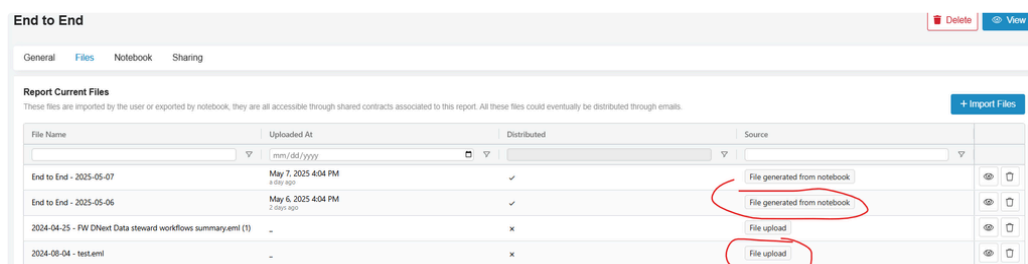 End to End
Delete
View
General Files Notebook Sharing
Report Current Files
These files are imported by the user or exported by notebook, they are all accessible through shared contracts associated to this report. All these files could eventually be distributed through emails.
+ Import Files
File Name Uploaded At Distributed Source
mm/dd/yyyy
End to End - 2025-05-07 May 7, 2025 4:04 PM File generated from notebook
a day ago
End to End - 2025-05-06 May 6, 2025 4:04 PM File generated from notebook
2 days ago
2024-04-25 - FW DNext Data steward workflows summary.eml (1) - File upload
2024-08-04 - test.eml - File upload